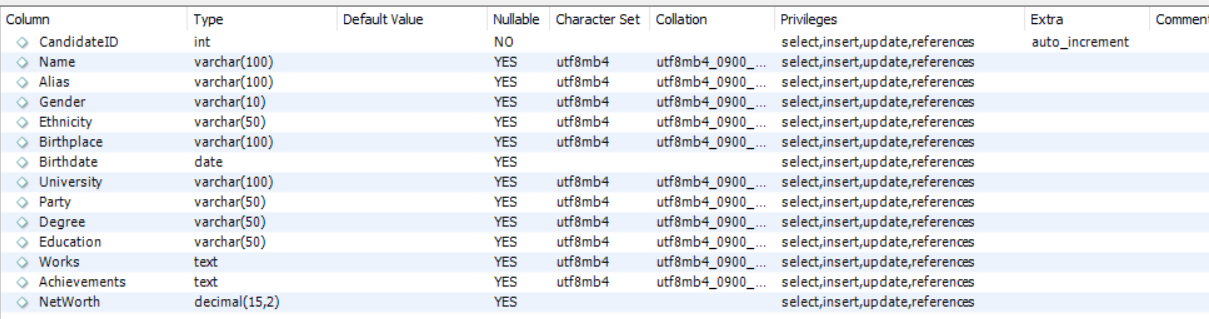 Column Type Default Value Nullable Character Set Collation Privileges Extra Comment
CandidateID int NO select,insert,update,references auto_increment
Name varchar(100) YES utf8mb4 utf8mb4_0900_... select,insert,update,references
Alias varchar(100) YES utf8mb4 utf8mb4_0900_... select,insert,update,references
Gender varchar(10) YES utf8mb4 utf8mb4_0900_... select,insert,update,references
Ethnicity varchar(50) YES utf8mb4 utf8mb4_0900_... select,insert,update,references
Birthplace varchar(100) YES utf8mb4 utf8mb4_0900_... select,insert,update,references
Birthdate date YES select,insert,update,references
University varchar(100) YES utf8mb4 utf8mb4_0900_... select,insert,update,references
Party varchar(50) YES utf8mb4 utf8mb4_0900_... select,insert,update,references
Degree varchar(50) YES utf8mb4 utf8mb4_0900_... select,insert,update,references
Education varchar(50) YES utf8mb4 utf8mb4_0900_... select,insert,update,references
Works text YES utf8mb4 utf8mb4_0900_... select,insert,update,references
Achievements text YES utf8mb4 utf8mb4_0900_... select,insert,update,references
NetWorth decimal(15,2) YES select,insert,update,references